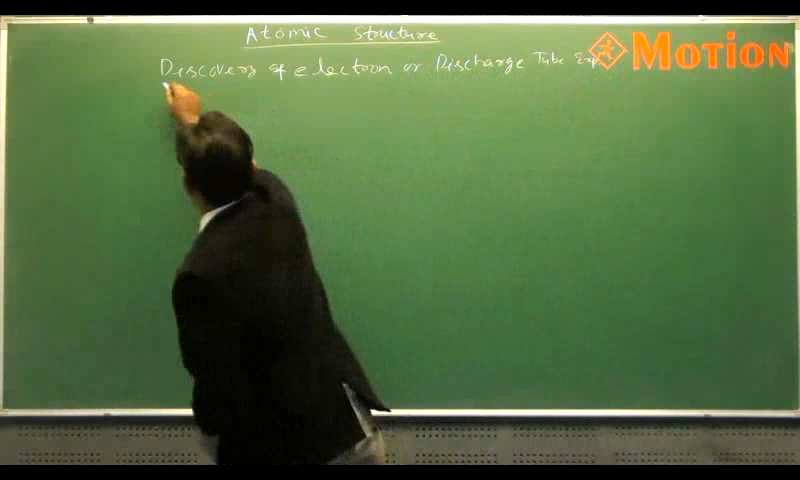 Atomic Structure
Discovery of electron or Discharge Tube Exp
MOTION